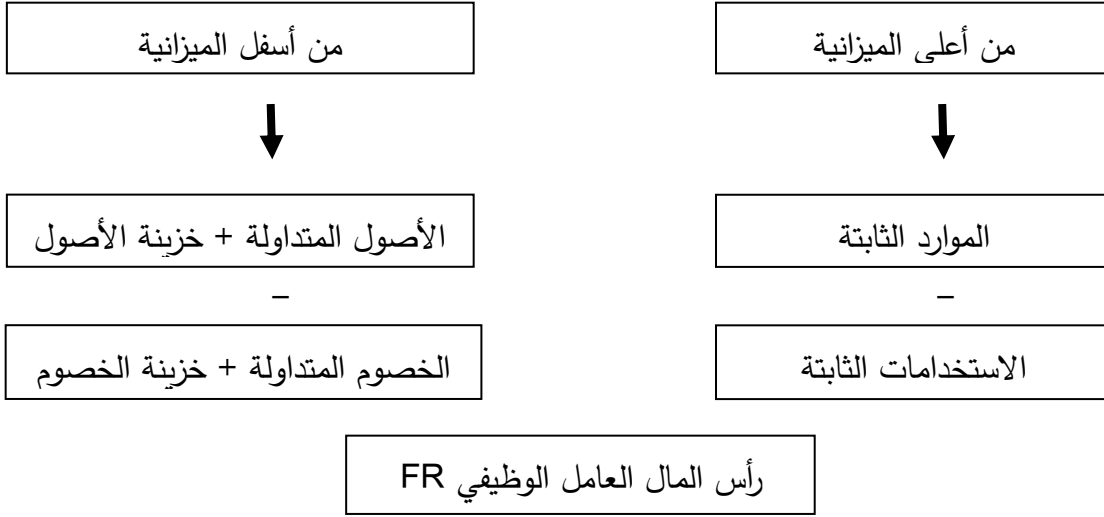 من أعلى الميزانية
من أسفل الميزانية
الموارد الثابتة
الأصول المتداولة + خزينة الأصول
–
–
الاستخدامات الثابتة
الخصوم المتداولة + خزينة الخصوم
رأس المال العامل الوظيفي FR